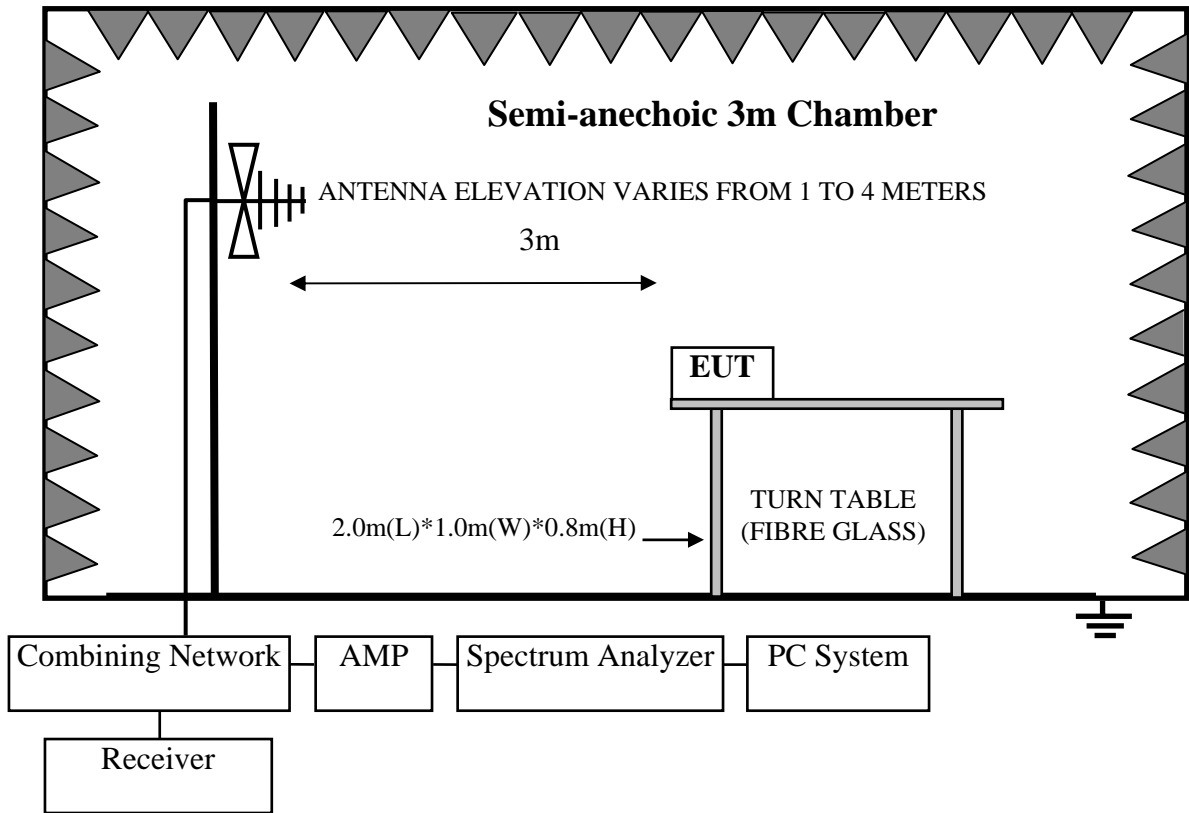 Semi-anechoic 3m Chamber
ANTENNA ELEVATION VARIES FROM 1 TO 4 METERS
3m
EUT
TURN TABLE
(FIBRE GLASS)
2.0m(L)*1.0m(W)*0.8m(H)
Combining Network
AMP
Spectrum Analyzer
PC System
Receiver